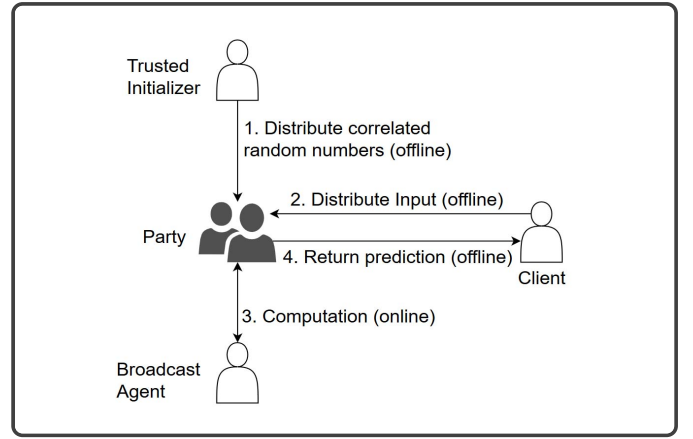 Trusted
Initializer
1. Distribute correlated
random numbers (offline)
2. Distribute Input (offline)
Party
4. Return prediction (offline)
Client
3. Computation (online)
Broadcast
Agent